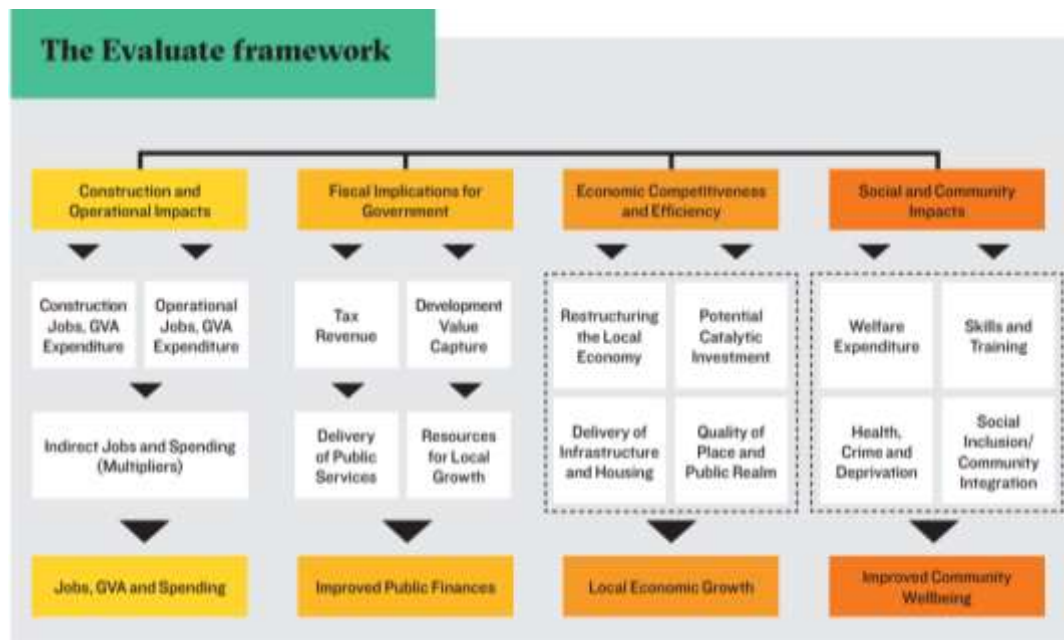 The Evaluate framework
Construction and
Operational Impacts
Fiscal Implications for
Government
Economic Competitiveness
and Efficiency
Social and Community
Impacts
Construction
Jobs, GVA
Expenditure
Operational
Jobs, GVA
Expenditure
Tax
Revenue
Development
Value
Capture
Restructuring
the Local
Economy
Potential
Catalytic
Investment
Welfare
Expenditure
Skills and
Training
Indirect Jobs and Spending
(Multipliers)
Delivery
of Public
Services
Resources
for Local
Growth
Delivery of
Infrastructure
and Housing
Quality of
Place and
Public Realm
Health,
Crime and
Deprivation
Social
Inclusion/
Community
Integration
Jobs, GVA and Spending
Improved Public Finances
Local Economic Growth
Improved Community
Wellbeing